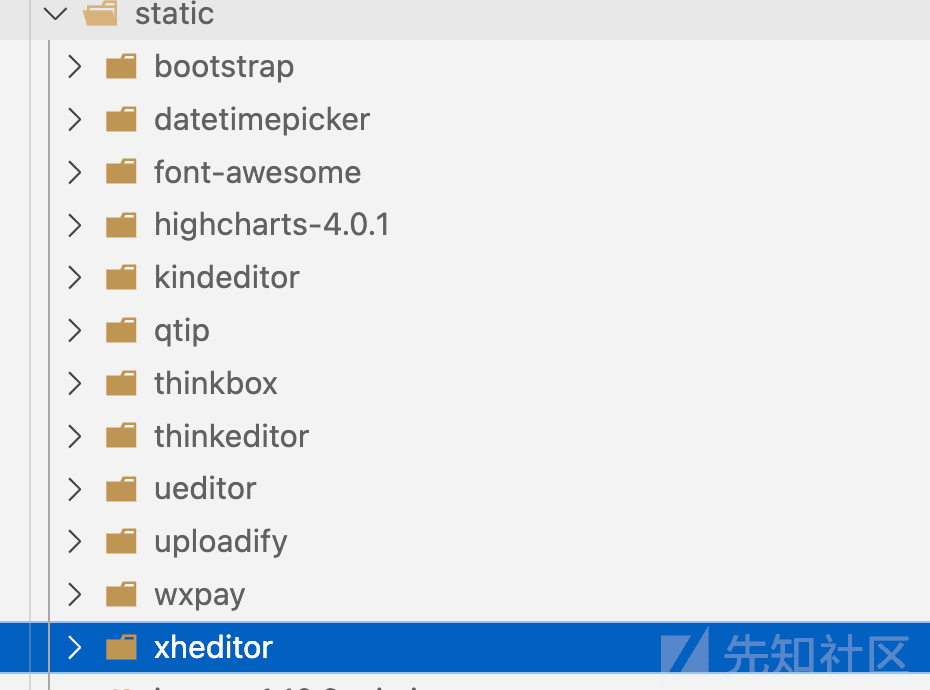 static
bootstrap
datetimepicker
font-awesome
highcharts-4.0.1
kindeditor
qtip
thinkbox
thinkeditor
ueditor
uploadify
wxpay
xheditor
先知社区